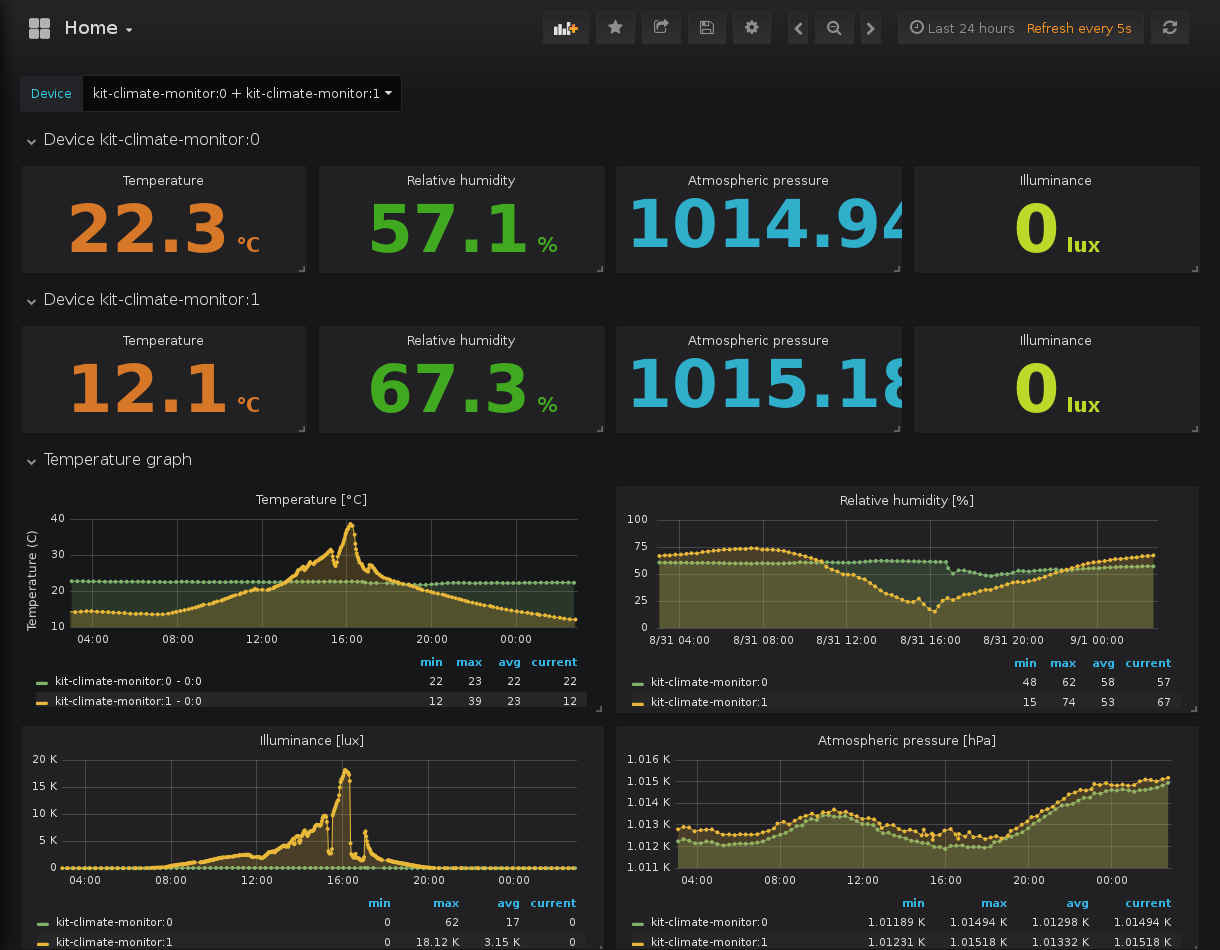 Home
Last 24 hours Refresh every 5s
Device kit-climate-monitor:0 + kit-climate-monitor:1
Device kit-climate-monitor:0
Temperature Relative humidity Atmospheric pressure Illuminance
22.3 °C 57.1 % 1014.94 0 lux
Device kit-climate-monitor:1
Temperature Relative humidity Atmospheric pressure Illuminance
12.1 °C 67.3 % 1015.18 0 lux
Temperature graph
Temperature [°C]
Temperature (C)
40
30
20
10
04:00 08:00 12:00 16:00 20:00 00:00
min max avg current
kit-climate-monitor:0 - 0:0 22 23 22 22
kit-climate-monitor:1 - 0:0 12 39 23 12
Relative humidity [%]
100
75
50
25
0
8/31 04:00 8/31 08:00 8/31 12:00 8/31 16:00 8/31 20:00 9/1 00:00
min max avg current
kit-climate-monitor:0 48 62 58 57
kit-climate-monitor:1 15 74 53 67
Illuminance [lux]
20 K
15 K
10 K
5 K
0
04:00 08:00 12:00 16:00 20:00 00:00
min max avg current
kit-climate-monitor:0 0 62 17 0
kit-climate-monitor:1 0 18.12 K 3.15 K 0
Atmospheric pressure [hPa]
1.016 K
1.015 K
1.014 K
1.013 K
1.012 K
1.011 K
04:00 08:00 12:00 16:00 20:00 00:00
min max avg current
kit-climate-monitor:0 1.01189 K 1.01494 K 1.01298 K 1.01494 K
kit-climate-monitor:1 1.01231 K 1.01518 K 1.01332 K 1.01518 K